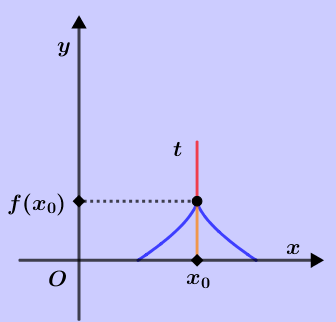 y
t
f(x₀)
x
O
x₀